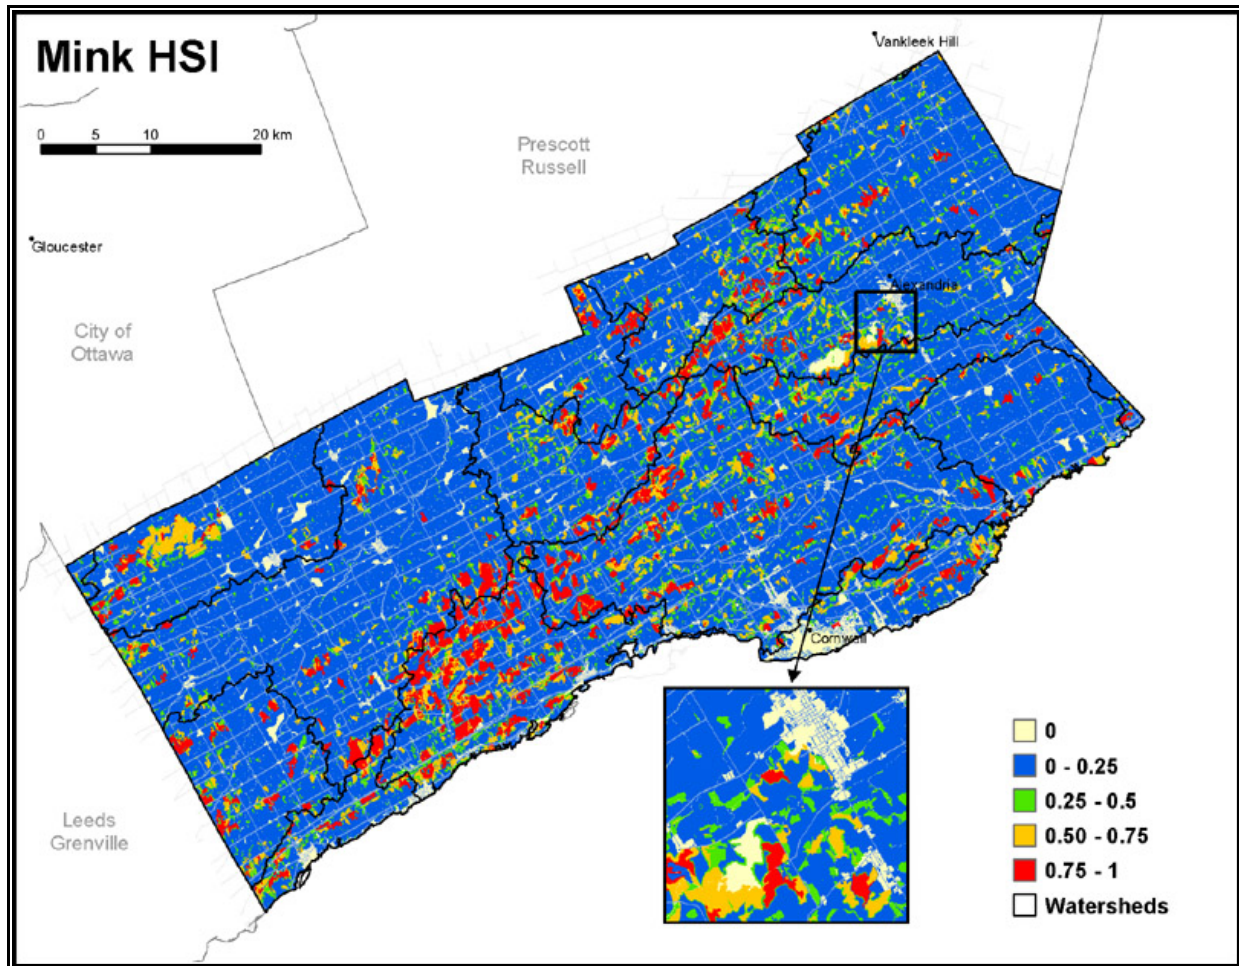 Mink HSI
Vankleek Hill
0 5 10 20 km
Prescott
Russell
Gloucester
Alexandria
City of
Ottawa
Cornwall
Leeds
Grenville
0
0 - 0.25
0.25 - 0.5
0.50 - 0.75
0.75 - 1
Watersheds